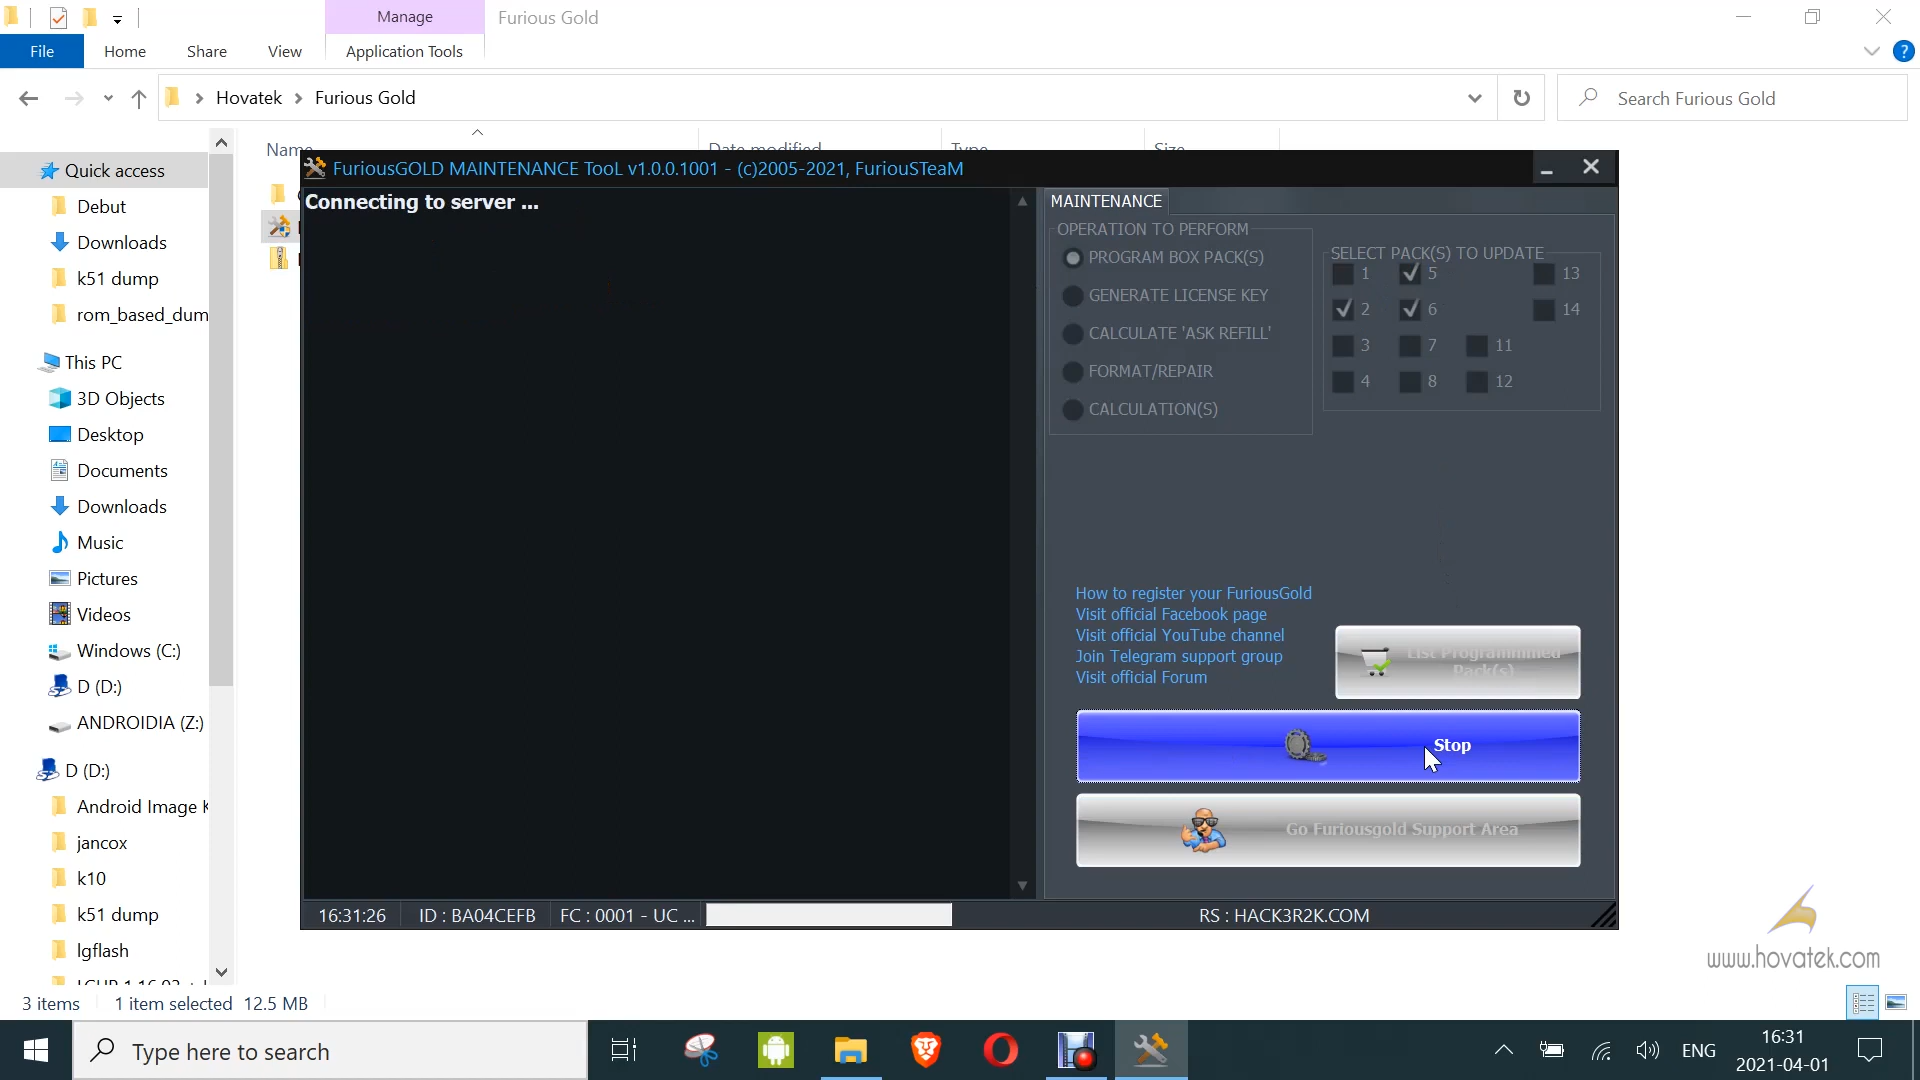 Manage
Furious Gold
File
Home
Share
View
Application Tools
Hovatek
Furious Gold
Search Furious Gold
Name
Date modified
Type
Size
Quick access
Debut
Downloads
k51 dump
rom_based_dum
This PC
3D Objects
Desktop
Documents
Downloads
Music
Pictures
Videos
Windows (C:)
D (D:)
ANDROIDIA (Z:)
D (D:)
Android Image K
jancox
k10
k51 dump
lgflash
FuriousGOLD MAINTENANCE TooL v1.0.0.1001 - (c)2005-2021, FuriouSTeaM
Connecting to server ...
MAINTENANCE
OPERATION TO PERFORM
PROGRAM BOX PACK(S)
GENERATE LICENSE KEY
CALCULATE 'ASK REFILL'
FORMAT/REPAIR
CALCULATION(S)
SELECT PACK(S) TO UPDATE
1 5 13
2 6 14
3 7 11
4 8 12
How to register your FuriousGold
Visit official Facebook page
Visit official YouTube channel
Join Telegram support group
Visit official Forum
List Programmmed
Pack(s)
Stop
Go Furiousgold Support Area
16:31:26
ID : BA04CEFB
FC : 0001 - UC ...
RS : HACK3R2K.COM
www.hovatek.com
3 items
1 item selected 12.5 MB
Type here to search
ENG
16:31
2021-04-01